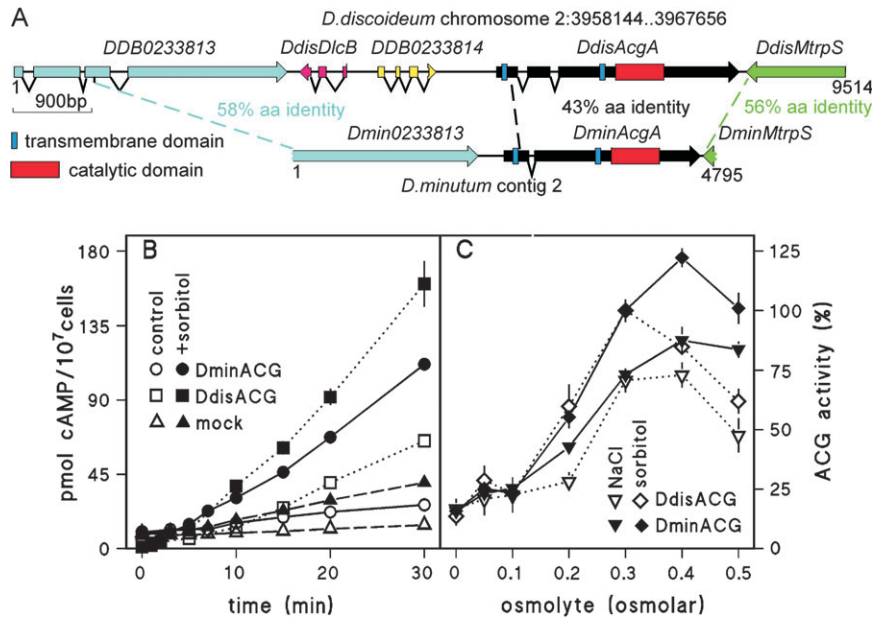 A
D.discoideum chromosome 2:3958144..3967656
DDB0233813 DdisDlcB DDB0233814 DdisAcgA DdisMtrpS
1 9514
900bp
58% aa identity 43% aa identity 56% aa identity
transmembrane domain
catalytic domain
Dmin0233813 DminAcgA DminMtrpS
1 4795
D.minutum contig 2
B
pmol cAMP/10⁷cells
180
135
90
45
0
control
+sorbitol
DminACG
DdisACG
mock
0 10 20 30
time (min)
C
NaCl
sorbitol
DdisACG
DminACG
0 0.1 0.2 0.3 0.4 0.5
osmolyte (osmolar)
125
100
75
50
25
0
ACG activity (%)